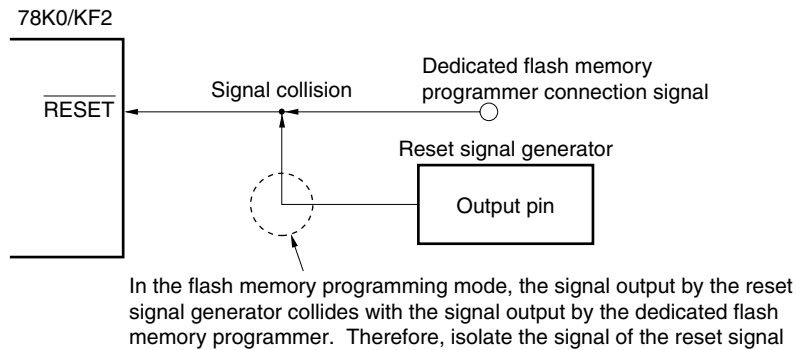 78K0/KF2
Signal collision
Dedicated flash memory
programmer connection signal
RESET
Reset signal generator
Output pin
In the flash memory programming mode, the signal output by the reset
signal generator collides with the signal output by the dedicated flash
memory programmer. Therefore, isolate the signal of the reset signal